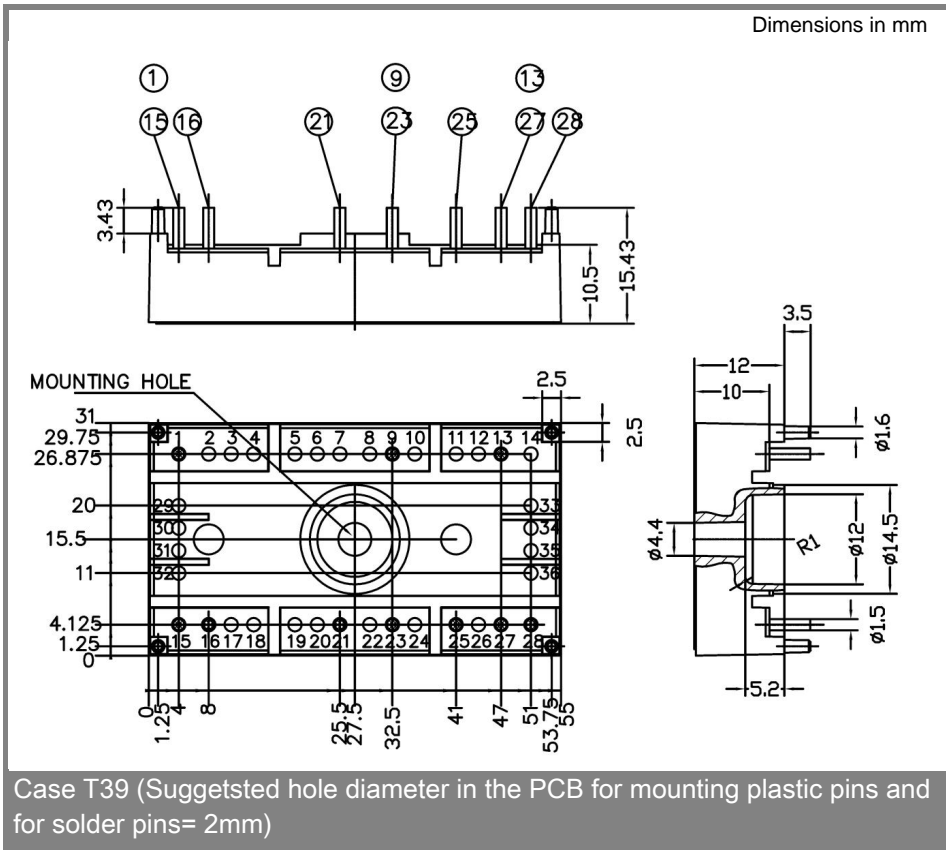 Dimensions in mm
1 9 13
15 16 21 23 25 27 28
3.43
10.5
15.43
3.5
12
10
MOUNTING HOLE
2.5
2.5
31
29.75
26.875
20
15.5
11
4.125
1.25
0
1 2 3 4 5 6 7 8 9 10 11 12 13 14
29 33
30 34
31 35
32 36
15 16 17 18 19 20 21 22 23 24 25 26 27 28
0
1.25
4
8
25.5
27.5
32.5
41
47
51
53.75
55
ø1.6
ø4.4
R1
ø12
ø14.5
ø1.5
5.2
Case T39 (Suggetsted hole diameter in the PCB for mounting plastic pins and
for solder pins= 2mm)